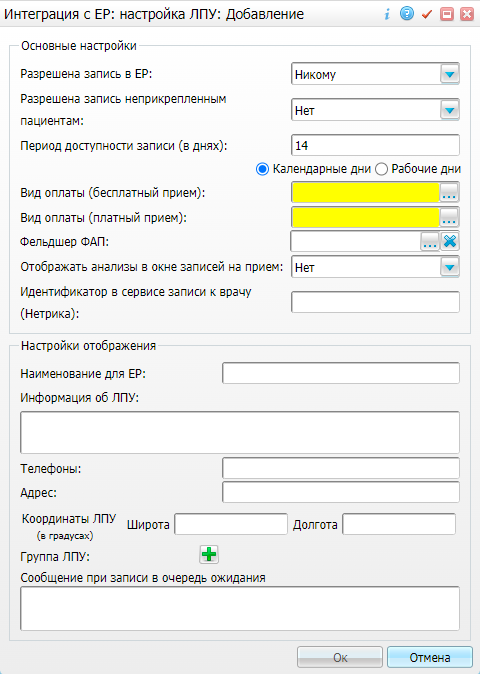 Интеграция с ЕР: настройка ЛПУ: Добавление
Основные настройки
Разрешена запись в ЕР:
Никому
Разрешена запись неприкрепленным
пациентам:
Нет
Период доступности записи (в днях):
14
Календарные дни Рабочие дни
Вид оплаты (бесплатный прием):
...
Вид оплаты (платный прием):
...
Фельдшер ФАП:
...
Отображать анализы в окне записей на прием:
Нет
Идентификатор в сервисе записи к врачу
(Нетрика):
Настройки отображения
Наименование для ЕР:
Информация об ЛПУ:
Телефоны:
Адрес:
Координаты ЛПУ
(в градусах)
Широта
Долгота
Группа ЛПУ:
Сообщение при записи в очередь ожидания
Ок
Отмена